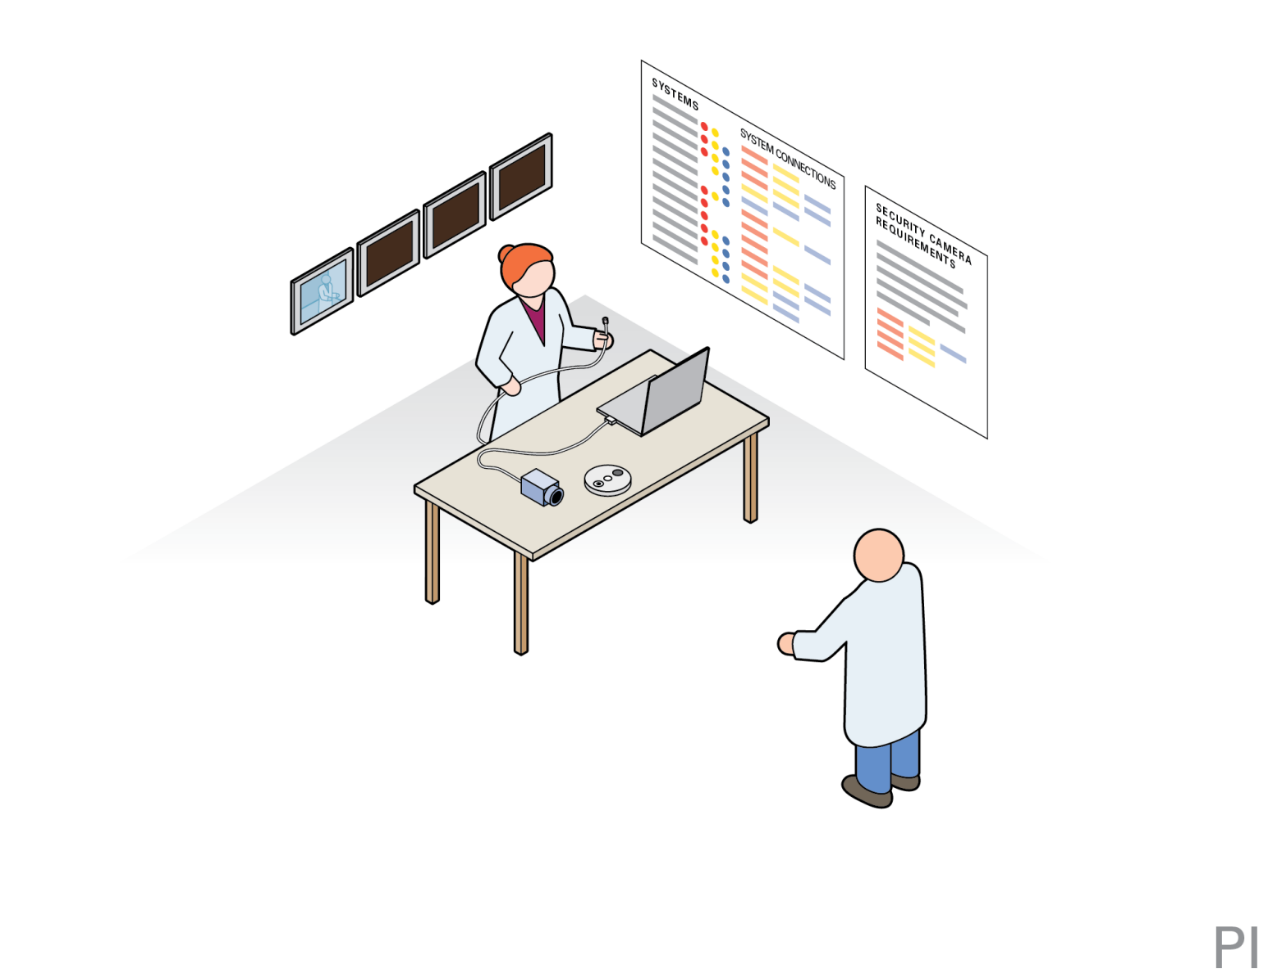 SYSTEMS
SYSTEM CONNECTIONS
SECURITY CAMERA
REQUIREMENTS
PI